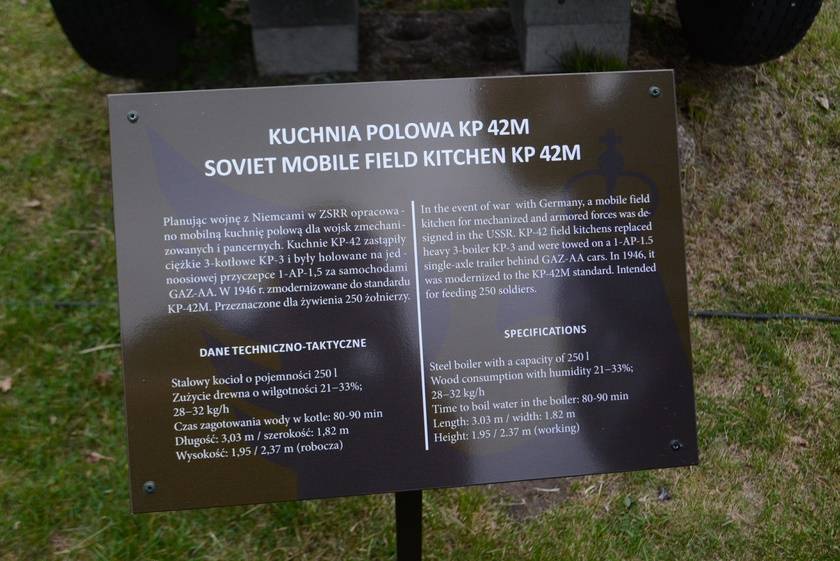 KUCHNIA POLOWA KP 42M
SOVIET MOBILE FIELD KITCHEN KP 42M
Planując wojnę z Niemcami w ZSRR opracowa -
no mobilną kuchnię polową dla wojsk zmechani-
zowanych i pancernych. Kuchnie KP-42 zastąpiły
ciężkie 3-kotłowe KP-3 i były holowane na jed -
noosiowej przyczepce 1-AP-1,5 za samochodami
GAZ-AA. W 1946 r. zmodernizowane do standardu
KP-42M. Przeznaczone dla żywienia 250 żołnierzy.
DANE TECHNICZNO-TAKTYCZNE
Stalowy kocioł o pojemności 250 l
Zużycie drewna o wilgotności 21–33%;
28–32 kg/h
Czas zagotowania wody w kotle: 80-90 min
Długość: 3,03 m / szerokość: 1,82 m
Wysokość: 1,95 / 2,37 m (robocza)
In the event of war with Germany, a mobile field
kitchen for mechanized and armored forces was de-
signed in the USSR. KP-42 field kitchens replaced
heavy 3-boiler KP-3 and were towed on a 1-AP-1.5
single-axle trailer behind GAZ-AA cars. In 1946, it
was modernized to the KP-42M standard. Intended
for feeding 250 soldiers.
SPECIFICATIONS
Steel boiler with a capacity of 250 l
Wood consumption with humidity 21–33%;
28–32 kg/h
Time to boil water in the boiler: 80-90 min
Length: 3.03 m / width: 1.82 m
Height: 1.95 / 2.37 m (working)